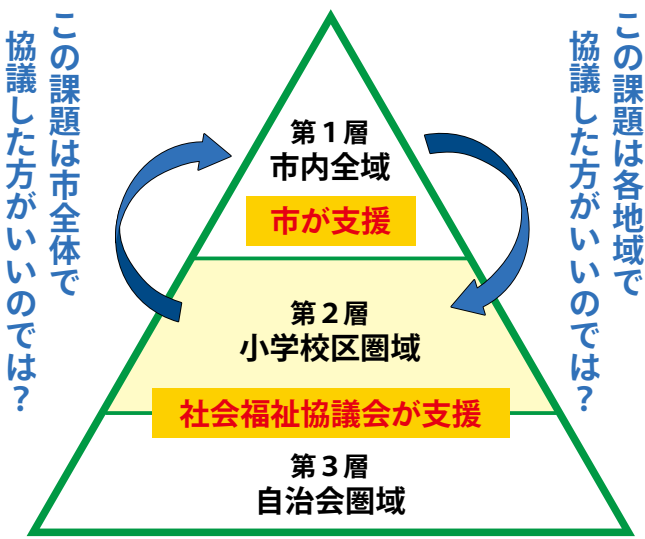 この課題は市全体で
協議した方がいいのでは？
第１層
市内全域
市が支援
第２層
小学校区圏域
社会福祉協議会が支援
第３層
自治会圏域
この課題は各地域で
協議した方がいいのでは？